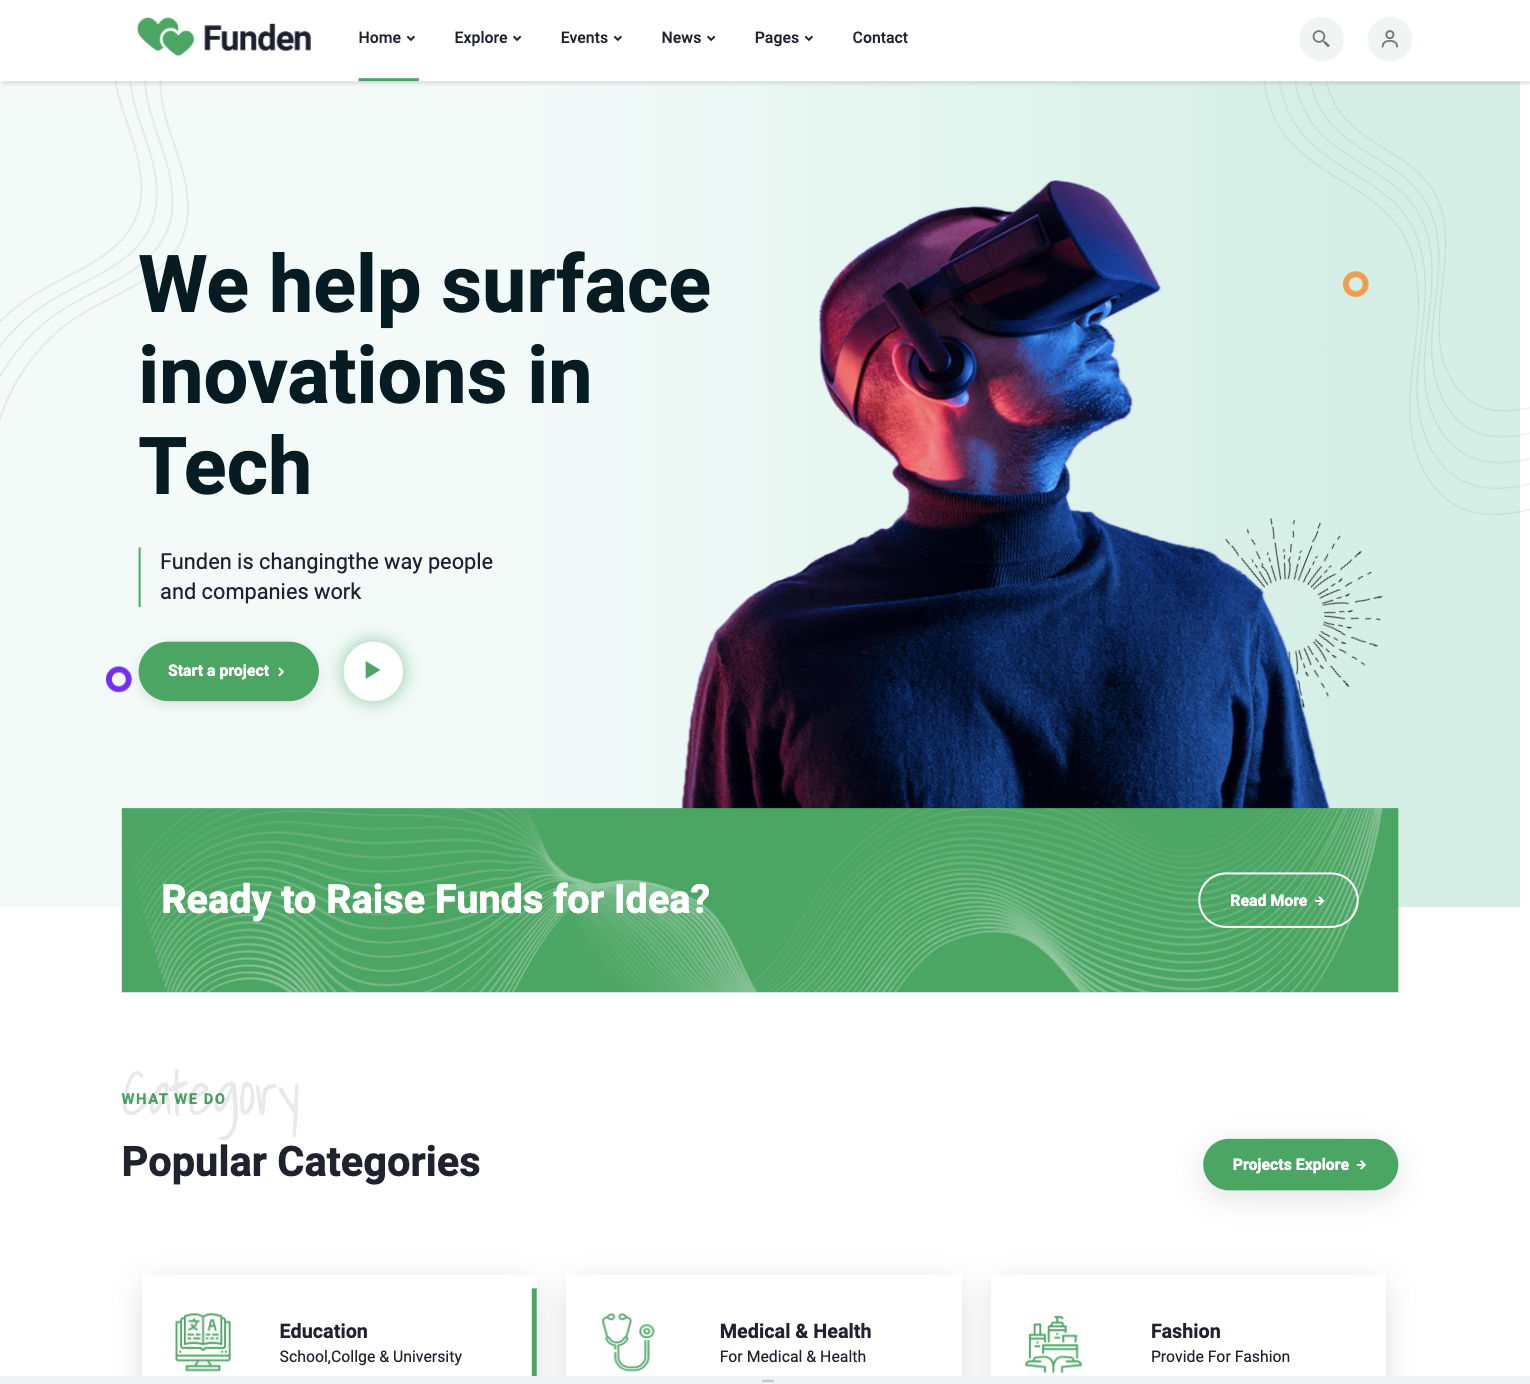 Funden
Home
Explore
Events
News
Pages
Contact
We help surface
inovations in
Tech
Funden is changingthe way people
and companies work
Start a project
Ready to Raise Funds for Idea?
Read More
Category
WHAT WE DO
Popular Categories
Projects Explore
Education
School,Collge & University
Medical & Health
For Medical & Health
Fashion
Provide For Fashion